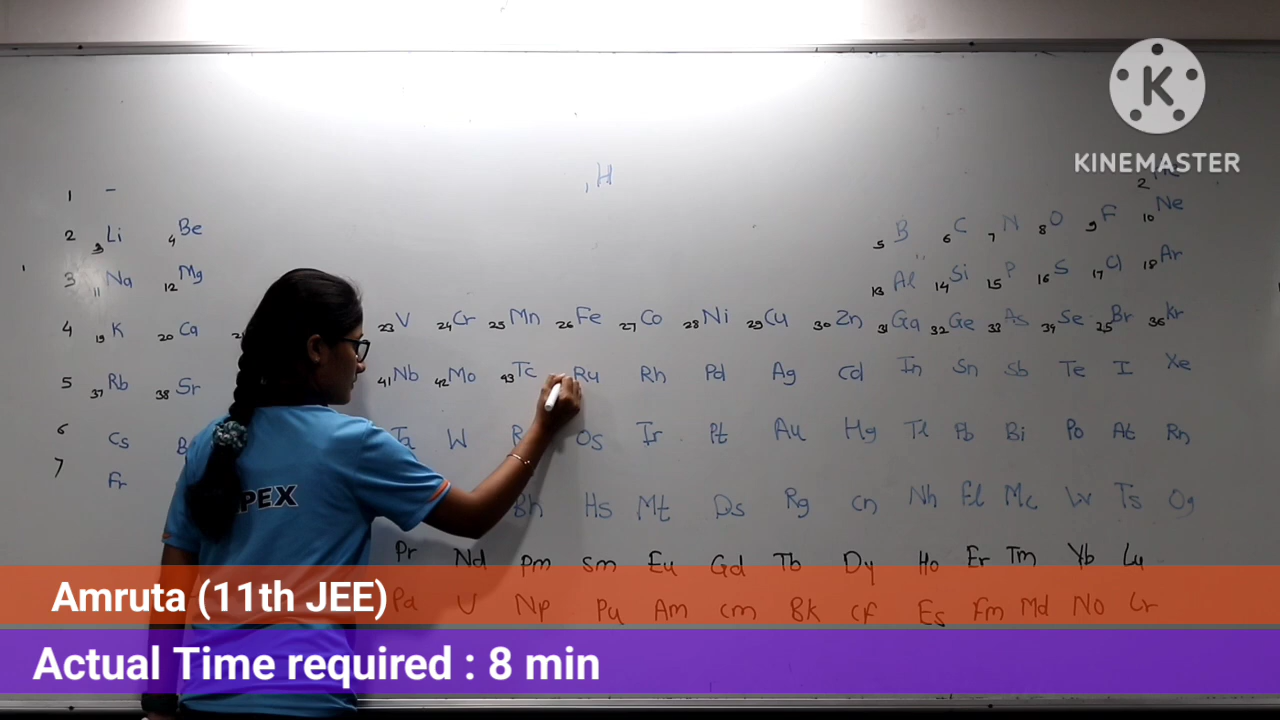 KINEMASTER
1 - 1H 2
2 3Li 4Be 5B 6C 7N 8O 9F 10Ne
3 11Na 12Mg 13Al 14Si 15P 16S 17Cl 18Ar
4 19K 20Ca 23V 24Cr 25Mn 26Fe 27Co 28Ni 29Cu 30Zn 31Ga 32Ge 33As 34Se 25Br 36Kr
5 37Rb 38Sr 41Nb 42Mo 43Tc Ru Rh Pd Ag Cd In Sn Sb Te I Xe
6 Cs Ta W Os Ir Pt Au Hg Tl Pb Bi Po At Rn
7 Fr Bh Hs Mt Ds Rg Cn Nh Fl Mc Lv Ts Og
PEX
Pr Nd Pm Sm Eu Gd Tb Dy Ho Er Tm Yb Lu
Pa U Np Pu Am Cm Bk Cf Es Fm Md No Lr
Amruta (11th JEE)
Actual Time required : 8 min